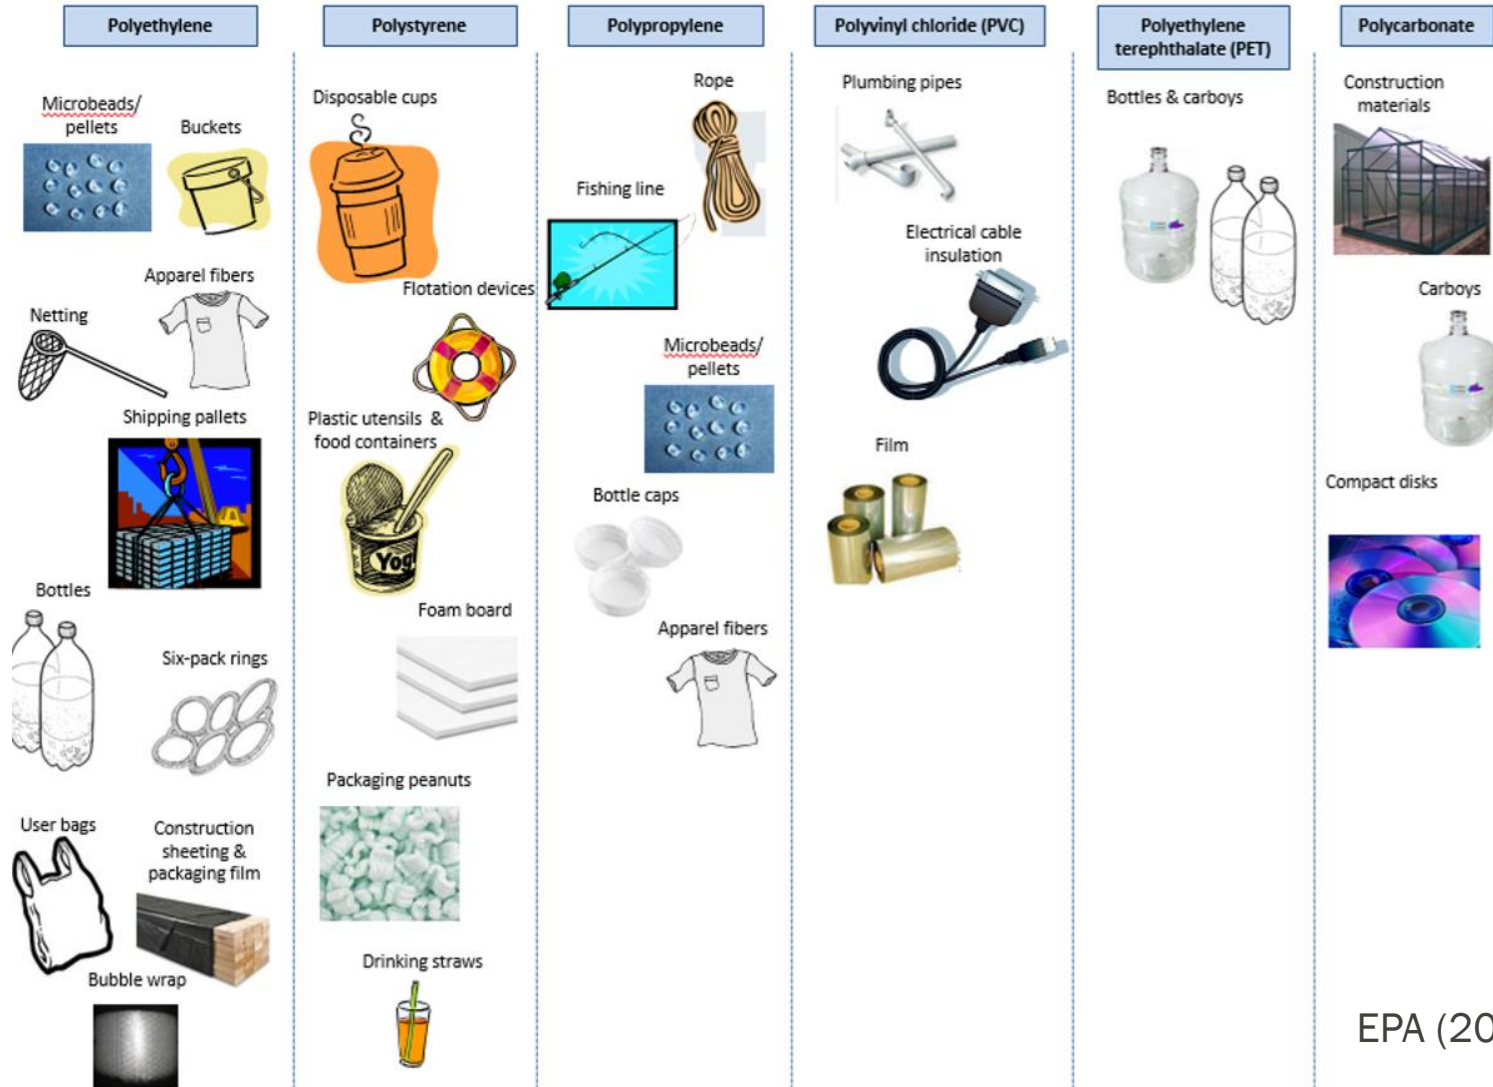 Polyethylene
Microbeads/
pellets
Buckets
Apparel fibers
Netting
Shipping pallets
Bottles
Six-pack rings
User bags
Construction
sheeting &
packaging film
Bubble wrap
Polystyrene
Disposable cups
Flotation devices
Plastic utensils &
food containers
Yog
Foam board
Packaging peanuts
Drinking straws
Polypropylene
Rope
Fishing line
Microbeads/
pellets
Bottle caps
Apparel fibers
Polyvinyl chloride (PVC)
Plumbing pipes
Electrical cable
insulation
Film
Polyethylene
terephthalate (PET)
Bottles & carboys
Polycarbonate
Construction
materials
Carboys
Compact disks
EPA (20